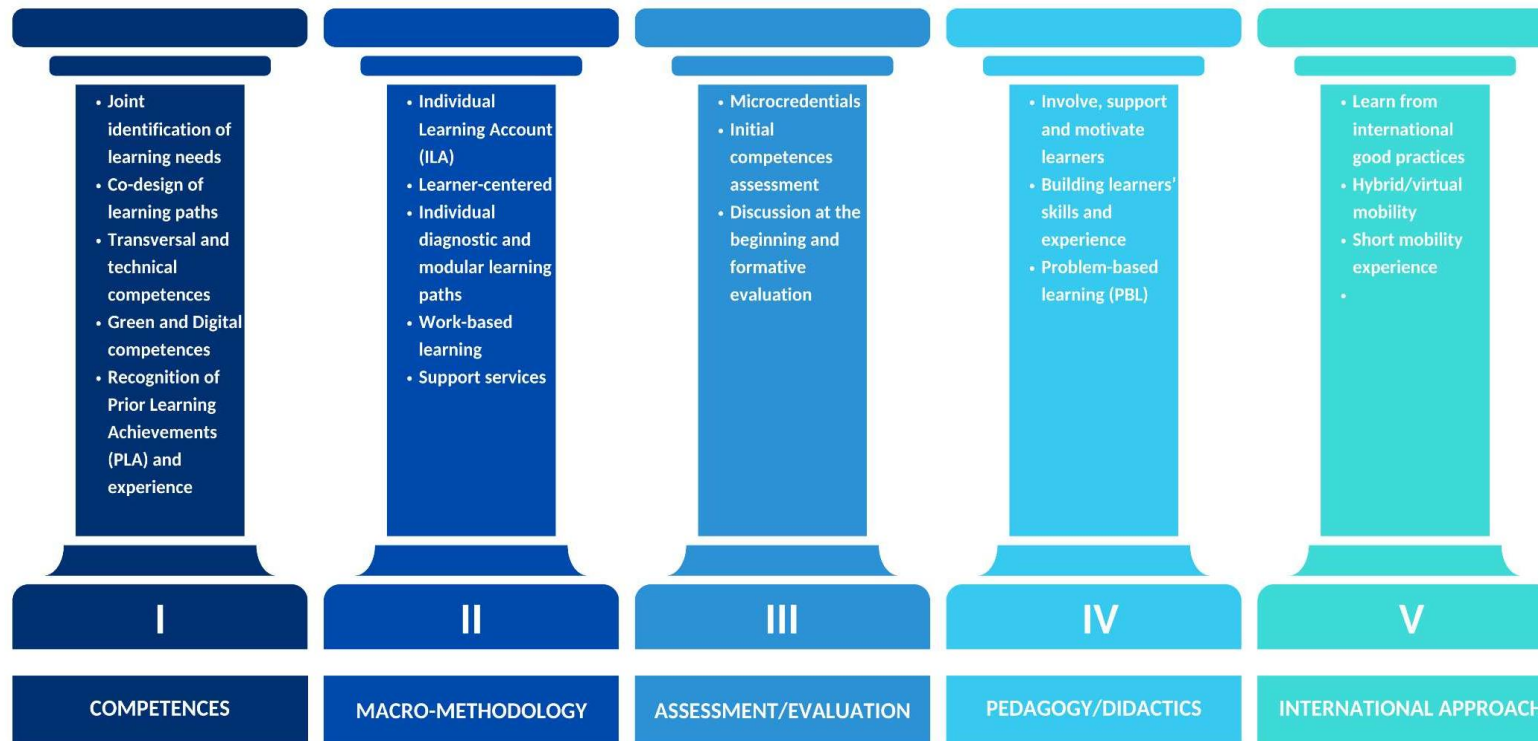 • Joint
identification of
learning needs
• Co-design of
learning paths
• Transversal and
technical
competences
• Green and Digital
competences
• Recognition of
Prior Learning
Achievements
(PLA) and
experience
I
COMPETENCES
• Individual
Learning Account
(ILA)
• Learner-centered
• Individual
diagnostic and
modular learning
paths
• Work-based
learning
• Support services
II
MACRO-METHODOLOGY
• Microcredentials
• Initial
competences
assessment
• Discussion at the
beginning and
formative
evaluation
III
ASSESSMENT/EVALUATION
• Involve, support
and motivate
learners
• Building learners'
skills and
experience
• Problem-based
learning (PBL)
IV
PEDAGOGY/DIDACTICS
• Learn from
international
good practices
• Hybrid/virtual
mobility
• Short mobility
experience
•
V
INTERNATIONAL APPROACH